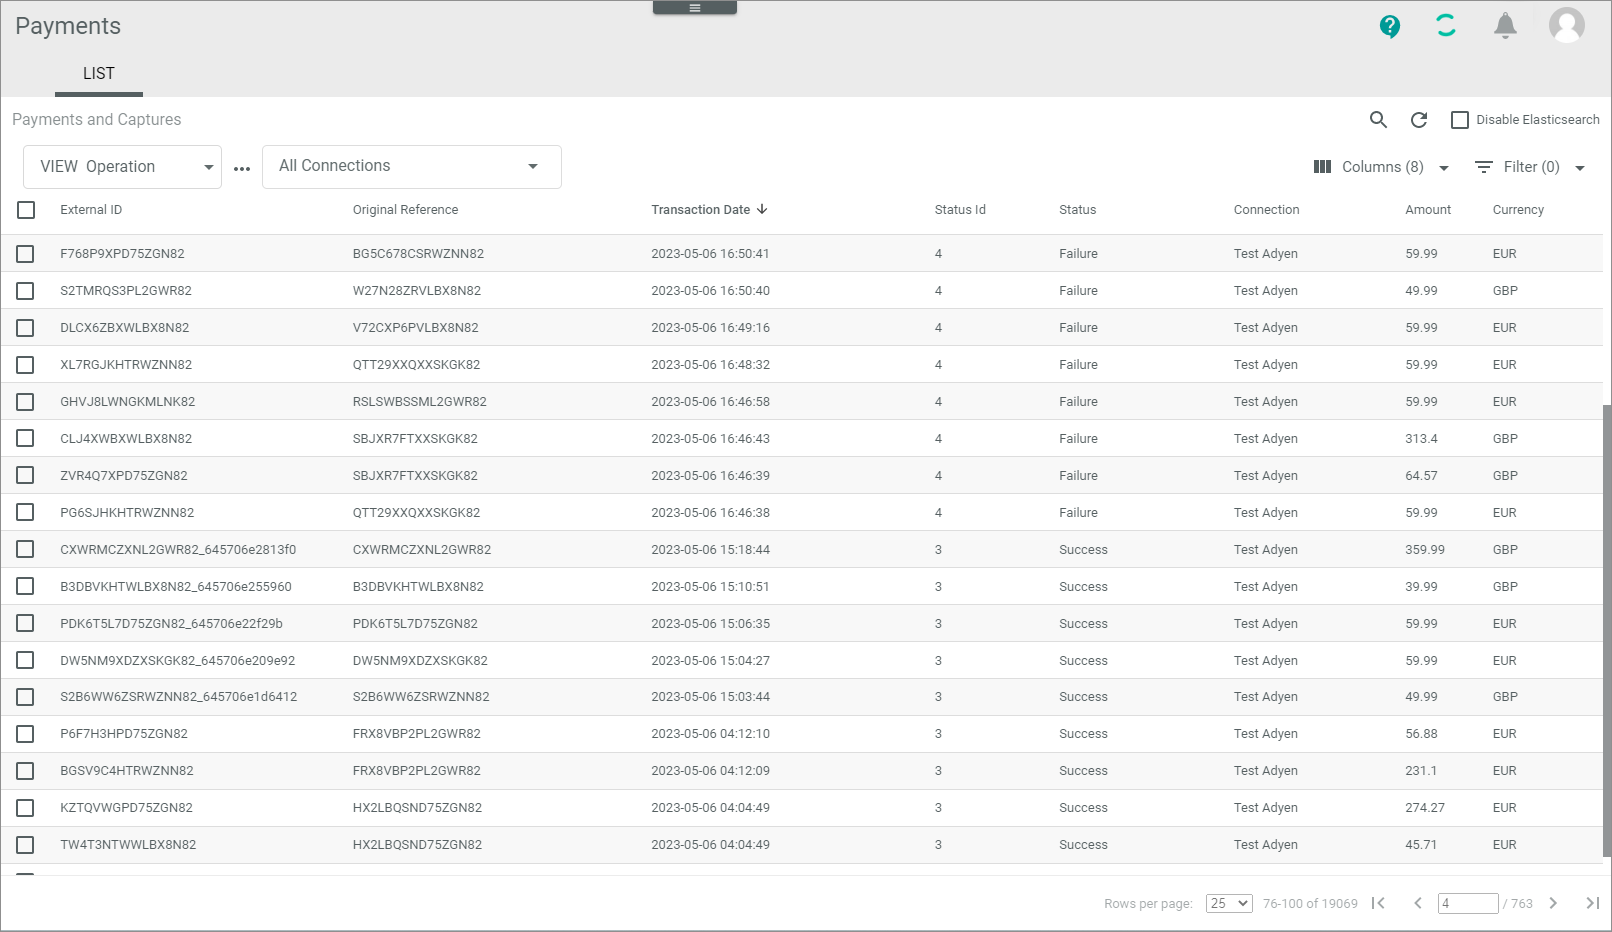 Payments
LIST
Payments and Captures
Disable Elasticsearch
VIEW Operation ... All Connections Columns (8) Filter (0)
External ID Original Reference Transaction Date Status Id Status Connection Amount Currency
F768P9XPD75ZGN82 BG5C678CSRWZNN82 2023-05-06 16:50:41 4 Failure Test Adyen 59.99 EUR
S2TMRQS3PL2GWR82 W27N28ZRVLBX8N82 2023-05-06 16:50:40 4 Failure Test Adyen 49.99 GBP
DLCX6ZBXWLBX8N82 V72CXP6PVLBX8N82 2023-05-06 16:49:16 4 Failure Test Adyen 59.99 EUR
XL7RGJKHTRWZNN82 QTT29XXQXXSKGK82 2023-05-06 16:48:32 4 Failure Test Adyen 59.99 EUR
GHVJ8LWNGKMLNK82 RSLSWBSSML2GWR82 2023-05-06 16:46:58 4 Failure Test Adyen 59.99 EUR
CLJ4XWBXWLBX8N82 SBJXR7FTXXSKGK82 2023-05-06 16:46:43 4 Failure Test Adyen 313.4 GBP
ZVR4Q7XPD75ZGN82 SBJXR7FTXXSKGK82 2023-05-06 16:46:39 4 Failure Test Adyen 64.57 GBP
PG6SJHKHTRWZNN82 QTT29XXQXXSKGK82 2023-05-06 16:46:38 4 Failure Test Adyen 59.99 EUR
CXWRMCZXNL2GWR82_645706e2813f0 CXWRMCZXNL2GWR82 2023-05-06 15:18:44 3 Success Test Adyen 359.99 GBP
B3DBVKHTWLBX8N82_645706e255960 B3DBVKHTWLBX8N82 2023-05-06 15:10:51 3 Success Test Adyen 39.99 GBP
PDK6T5L7D75ZGN82_645706e22f29b PDK6T5L7D75ZGN82 2023-05-06 15:06:35 3 Success Test Adyen 59.99 EUR
DW5NM9XDZXSKGK82_645706e209e92 DW5NM9XDZXSKGK82 2023-05-06 15:04:27 3 Success Test Adyen 59.99 EUR
S2B6WW6ZSRWZNN82_645706e1d6412 S2B6WW6ZSRWZNN82 2023-05-06 15:03:44 3 Success Test Adyen 49.99 GBP
P6F7H3HPD75ZGN82 FRX8VBP2PL2GWR82 2023-05-06 04:12:10 3 Success Test Adyen 56.88 EUR
BGSV9C4HTRWZNN82 FRX8VBP2PL2GWR82 2023-05-06 04:12:09 3 Success Test Adyen 231.1 EUR
KZTQVWGPD75ZGN82 HX2LBQSND75ZGN82 2023-05-06 04:04:49 3 Success Test Adyen 274.27 EUR
TW4T3NTWWLBX8N82 HX2LBQSND75ZGN82 2023-05-06 04:04:49 3 Success Test Adyen 45.71 EUR
Rows per page: 25 76-100 of 19069 4 / 763